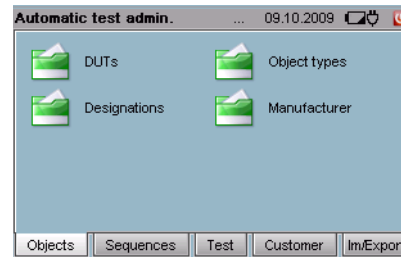 Automatic test admin. ... 09.10.2009
DUTs Object types
Designations Manufacturer
Objects Sequences Test Customer Im/Expor